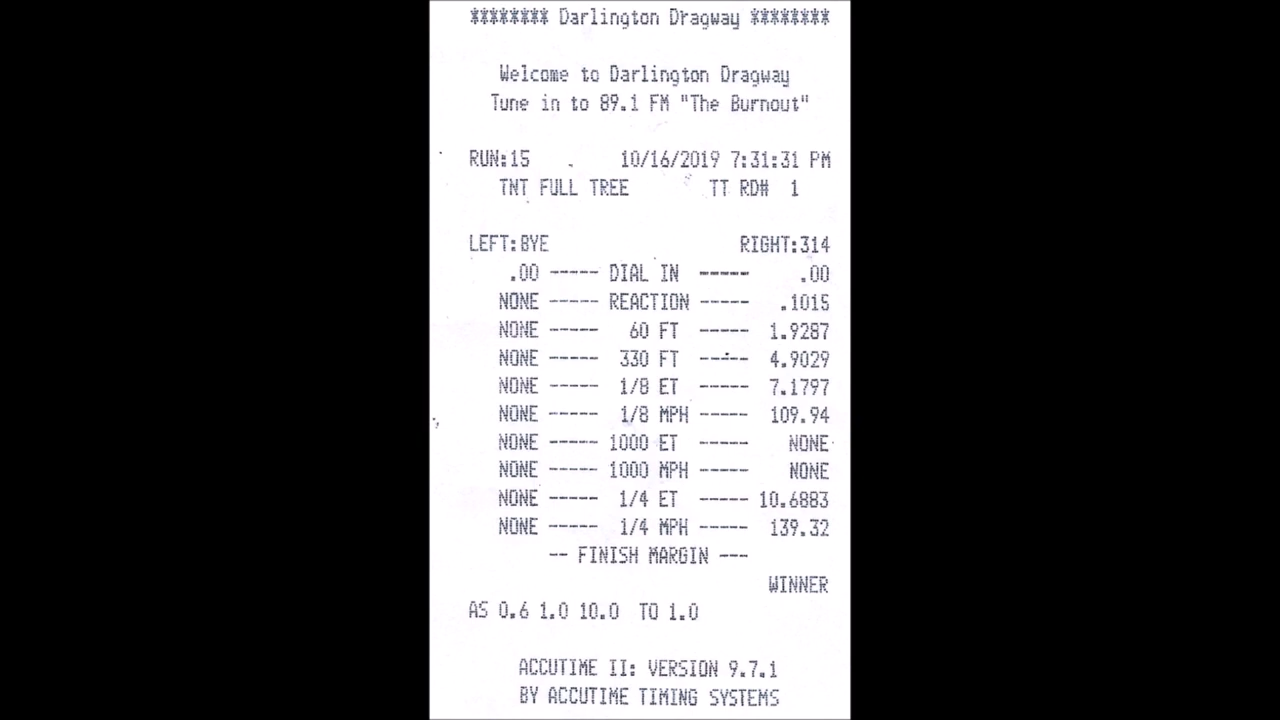 ******** Darlington Dragway ********
Welcome to Darlington Dragway
Tune in to 89.1 FM "The Burnout"
RUN:15 10/16/2019 7:31:31 PM
TNT FULL TREE TT RD# 1
LEFT:BYE RIGHT:314
.00 ----- DIAL IN ----- .00
NONE ----- REACTION ----- .1015
NONE ----- 60 FT ----- 1.9287
NONE ----- 330 FT ----- 4.9029
NONE ----- 1/8 ET ----- 7.1797
NONE ----- 1/8 MPH ----- 109.94
NONE ----- 1000 ET ----- NONE
NONE ----- 1000 MPH ----- NONE
NONE ----- 1/4 ET ----- 10.6883
NONE ----- 1/4 MPH ----- 139.32
-- FINISH MARGIN ---
WINNER
AS 0.6 1.0 10.0 TO 1.0
ACCUTIME II: VERSION 9.7.1
BY ACCUTIME TIMING SYSTEMS